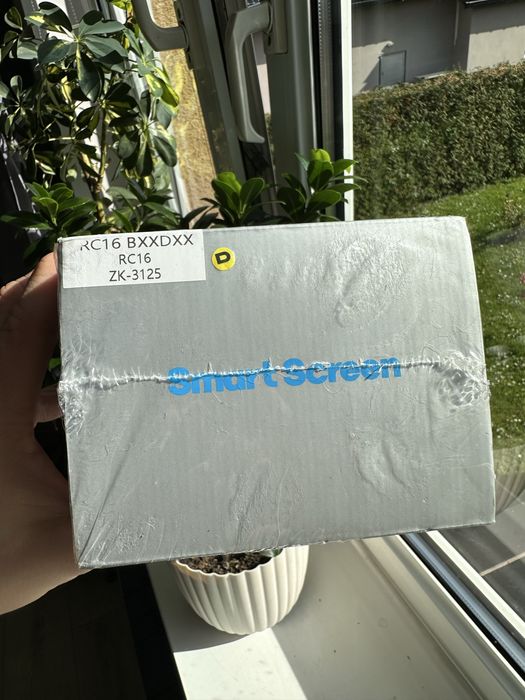 RC16 BXXDXX
RC16
ZK-3125
D
Smart Screen